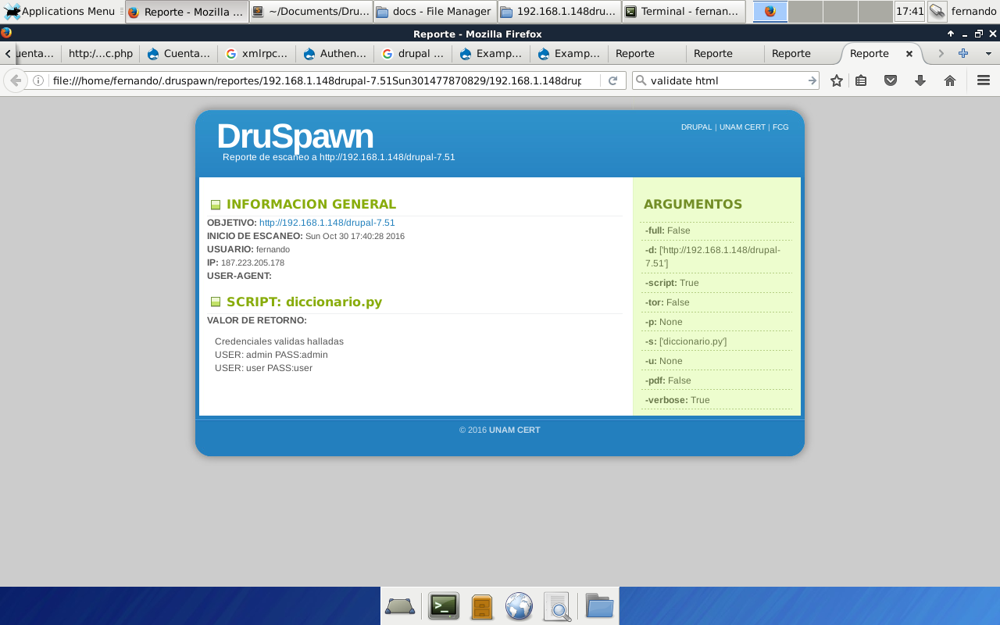 Applications Menu
Reporte - Mozilla ...
~/Documents/Dru...
docs - File Manager
192.168.1.148dru...
Terminal - fernan...
17:41
fernando
Reporte - Mozilla Firefox
uenta...
http:/...c.php
Cuenta...
xmlrpc...
Authen...
drupal ...
Examp...
Examp...
Reporte
Reporte
Reporte
Reporte
file:///home/fernando/.druspawn/reportes/192.168.1.148drupal-7.51Sun301477870829/192.168.1.148drup
validate html
DruSpawn
DRUPAL | UNAM CERT | FCG
Reporte de escaneo a http://192.168.1.148/drupal-7.51
INFORMACION GENERAL
OBJETIVO: http://192.168.1.148/drupal-7.51
INICIO DE ESCANEO: Sun Oct 30 17:40:28 2016
USUARIO: fernando
IP: 187.223.205.178
USER-AGENT:
SCRIPT: diccionario.py
VALOR DE RETORNO:
Credenciales validas halladas
USER: admin PASS:admin
USER: user PASS:user
ARGUMENTOS
-full: False
-d: ['http://192.168.1.148/drupal-
7.51']
-script: True
-tor: False
-p: None
-s: ['diccionario.py']
-u: None
-pdf: False
-verbose: True
© 2016 UNAM CERT